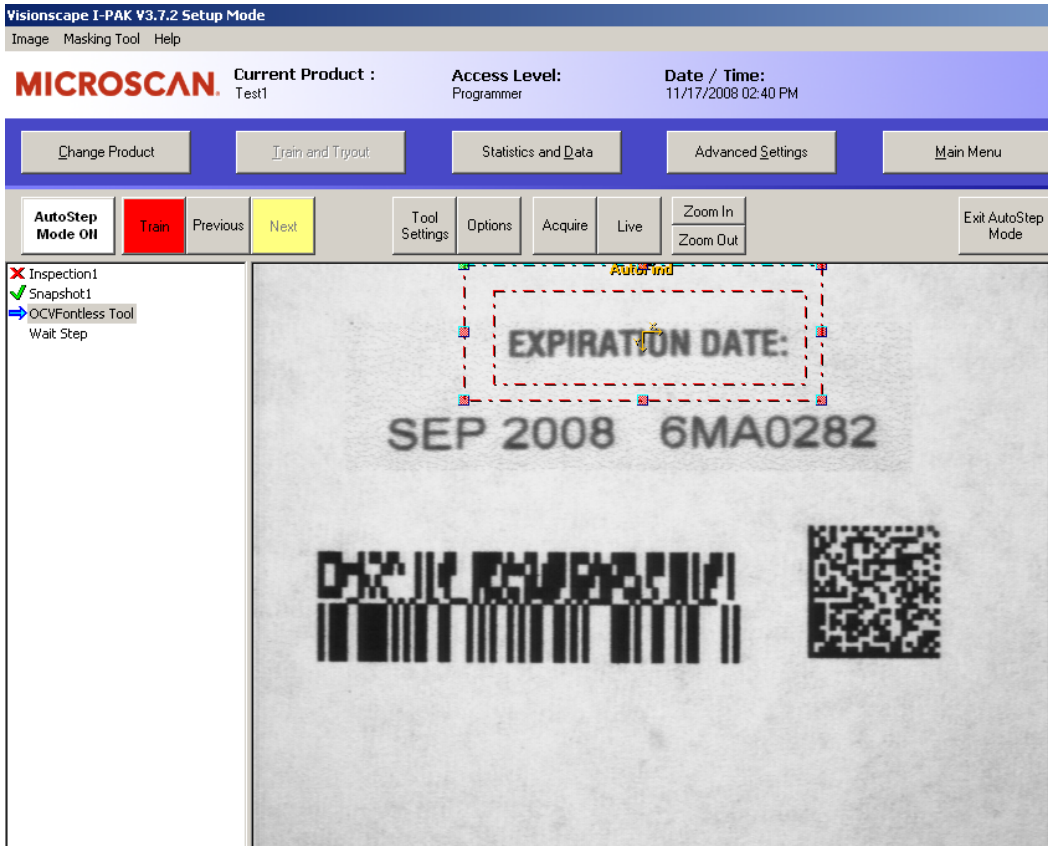 Visionscape I-PAK V3.7.2 Setup Mode
Image Masking Tool Help
MICROSCAN. Current Product : Access Level: Date / Time:
Test1 Programmer 11/17/2008 02:40 PM
Change Product Train and Tryout Statistics and Data Advanced Settings Main Menu
AutoStep Mode ON Train Previous Next Tool Settings Options Acquire Live Zoom In Zoom Out Exit AutoStep Mode
Inspection1
Snapshot1
OCVFontless Tool
Wait Step
AutoFind
EXPIRATION DATE:
SEP 2008 6MA0282